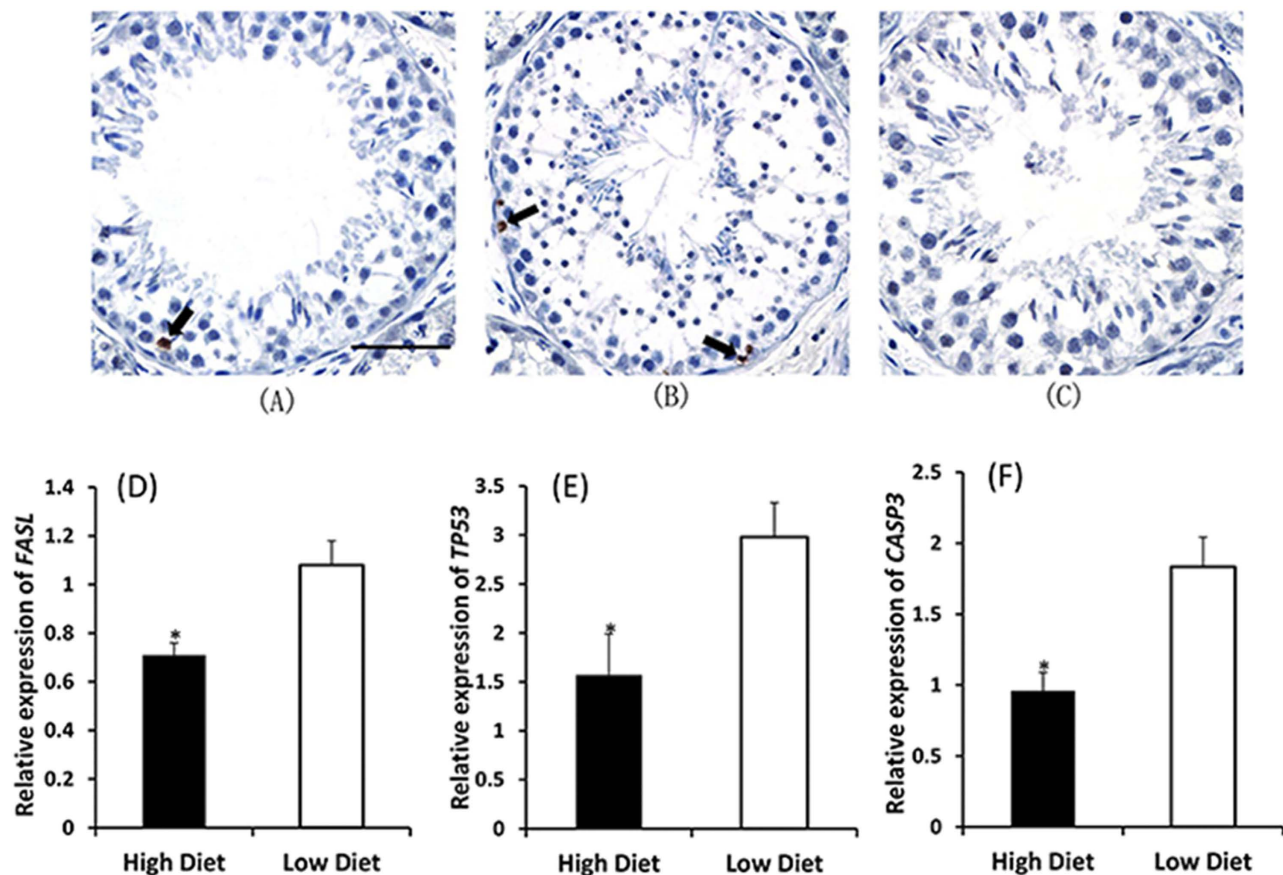 (A)
(B)
(C)
(D)
Relative expression of FASL
1.4
1.2
1
0.8
0.6
0.4
0.2
0
*
High Diet
Low Diet
(E)
Relative expression of TP53
3.5
3
2.5
2
1.5
1
0.5
0
*
High Diet
Low Diet
(F)
Relative expression of CASP3
2.5
2
1.5
1
0.5
0
*
High Diet
Low Diet